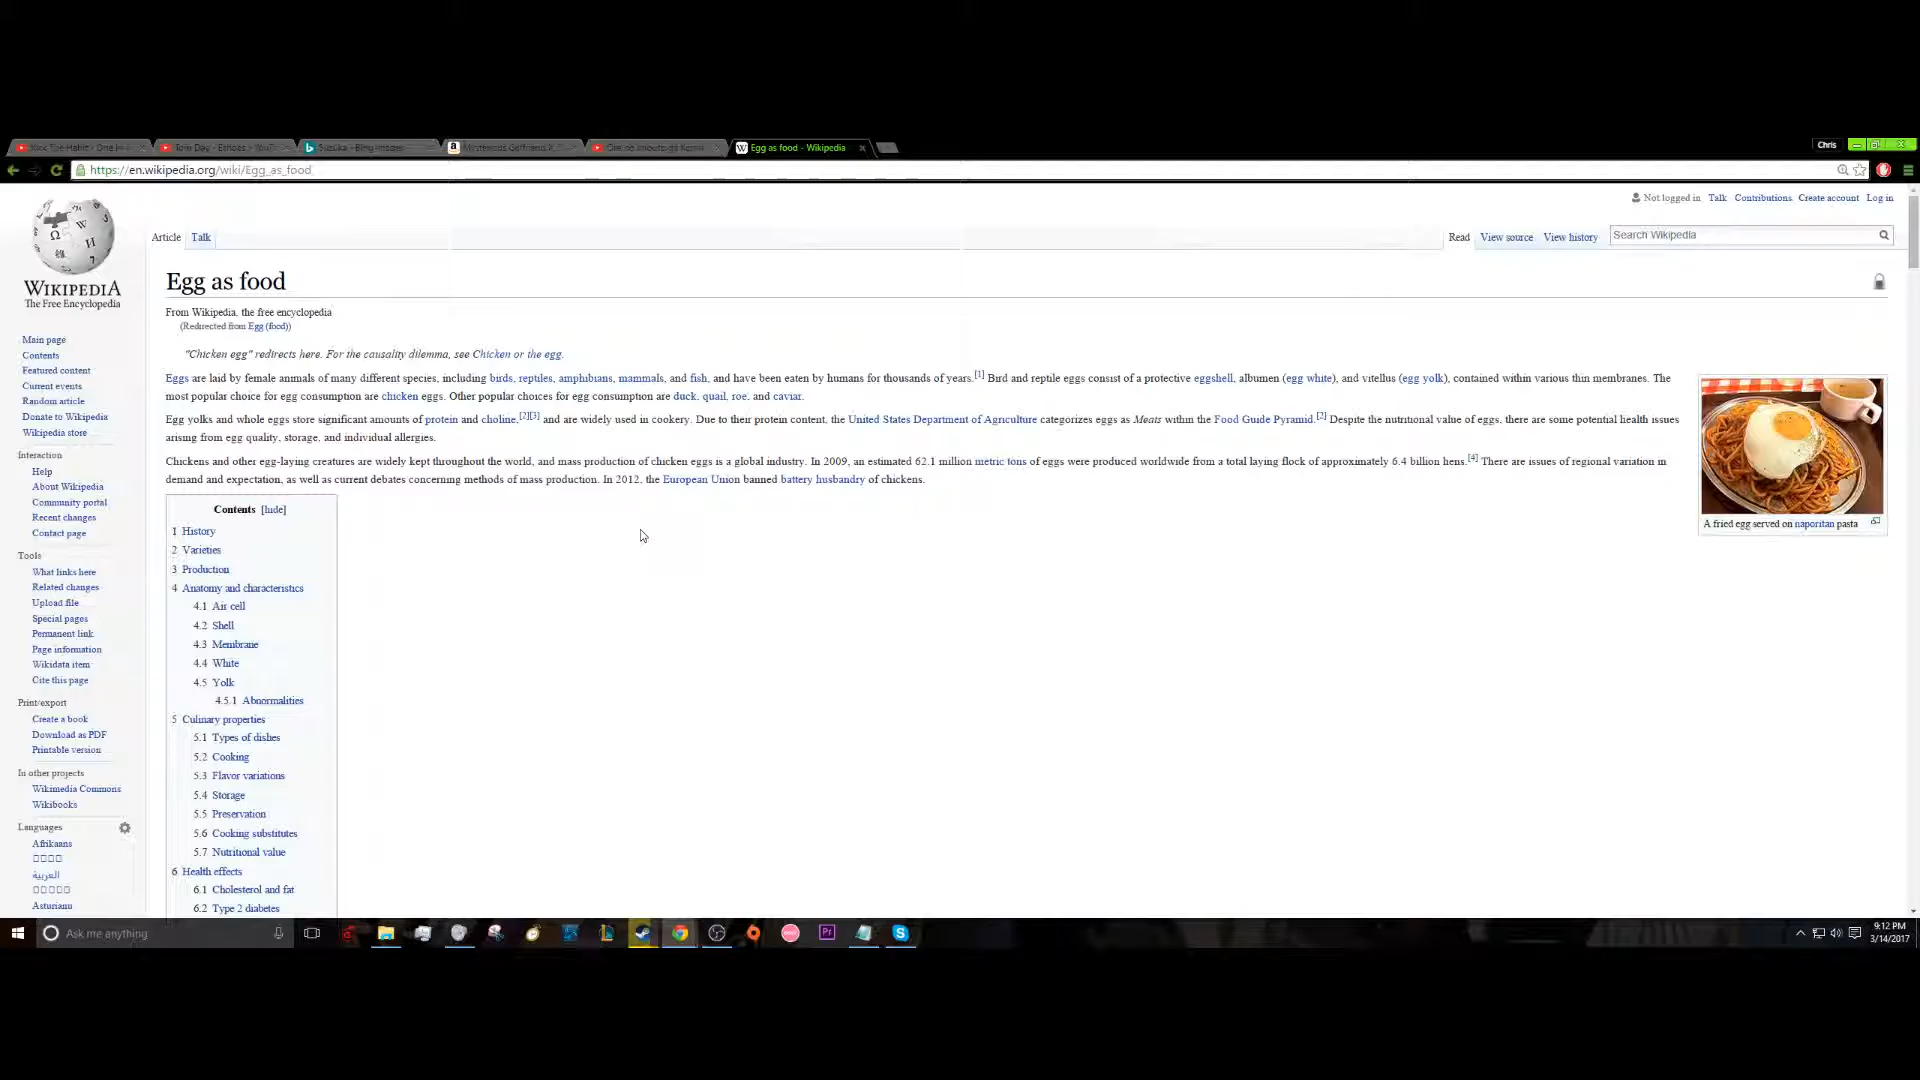 Egg as food - Wikipedia
Chris
https://en.wikipedia.org/wiki/Egg_as_food
Not logged in Talk Contributions Create account Log in
Article Talk
Read View source View history Search Wikipedia
WIKIPEDIA
The Free Encyclopedia
Main page
Contents
Featured content
Current events
Random article
Donate to Wikipedia
Wikipedia store
Interaction
Help
About Wikipedia
Community portal
Recent changes
Contact page
Tools
What links here
Related changes
Upload file
Special pages
Permanent link
Page information
Wikidata item
Cite this page
Print/export
Create a book
Download as PDF
Printable version
In other projects
Wikimedia Commons
Wikibooks
Languages
Afrikaans
العربية
Asturianu
Egg as food
From Wikipedia, the free encyclopedia
(Redirected from Egg (food))
"Chicken egg" redirects here. For the causality dilemma, see Chicken or the egg.
Eggs are laid by female animals of many different species, including birds, reptiles, amphibians, mammals, and fish, and have been eaten by humans for thousands of years.[1] Bird and reptile eggs consist of a protective eggshell, albumen (egg white), and vitellus (egg yolk), contained within various thin membranes. The
most popular choice for egg consumption are chicken eggs. Other popular choices for egg consumption are duck, quail, roe, and caviar.
Egg yolks and whole eggs store significant amounts of protein and choline,[2][3] and are widely used in cookery. Due to their protein content, the United States Department of Agriculture categorizes eggs as Meats within the Food Guide Pyramid.[2] Despite the nutritional value of eggs, there are some potential health issues
arising from egg quality, storage, and individual allergies.
Chickens and other egg-laying creatures are widely kept throughout the world, and mass production of chicken eggs is a global industry. In 2009, an estimated 62.1 million metric tons of eggs were produced worldwide from a total laying flock of approximately 6.4 billion hens.[4] There are issues of regional variation in
demand and expectation, as well as current debates concerning methods of mass production. In 2012, the European Union banned battery husbandry of chickens.
A fried egg served on naporitan pasta
Contents [hide]
1 History
2 Varieties
3 Production
4 Anatomy and characteristics
4.1 Air cell
4.2 Shell
4.3 Membrane
4.4 White
4.5 Yolk
4.5.1 Abnormalities
5 Culinary properties
5.1 Types of dishes
5.2 Cooking
5.3 Flavor variations
5.4 Storage
5.5 Preservation
5.6 Cooking substitutes
5.7 Nutritional value
6 Health effects
6.1 Cholesterol and fat
6.2 Type 2 diabetes
Ask me anything
Pr
9:12 PM
3/14/2017